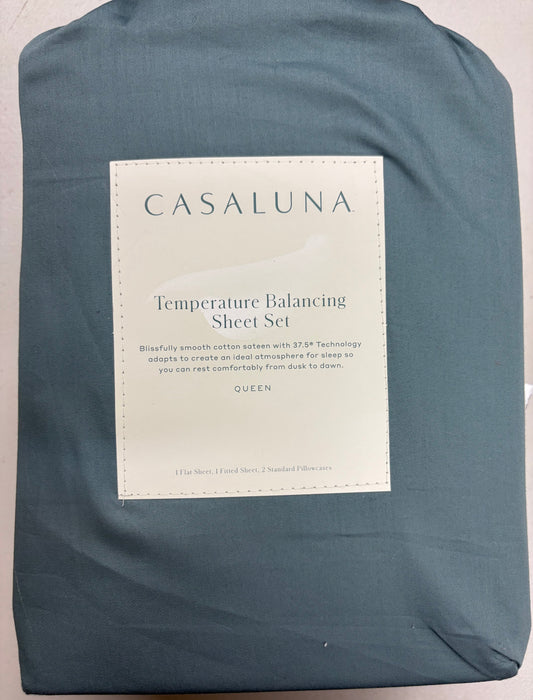 CASALUNA™
Temperature Balancing
Sheet Set
Blissfully smooth cotton sateen with 37.5® Technology
adapts to create an ideal atmosphere for sleep so
you can rest comfortably from dusk to dawn.
QUEEN
1 Flat Sheet, 1 Fitted Sheet, 2 Standard Pillowcases